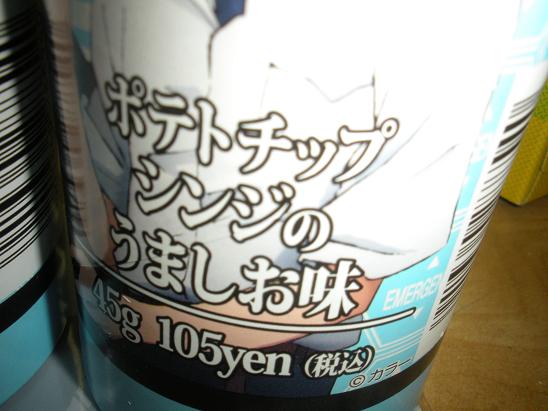 ポテトチップ
シンジの
うましお味
EMERGEN
45g 105yen (税込)
©カラー